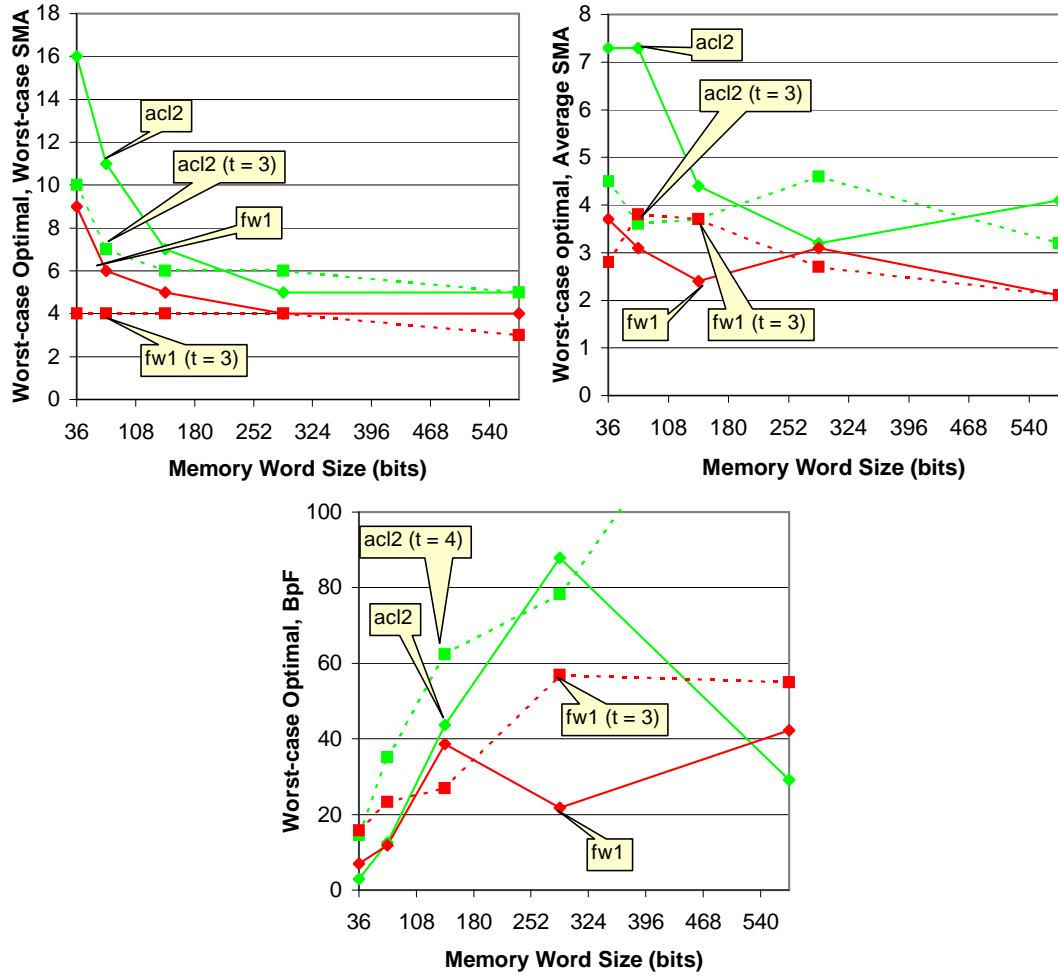 Worst-case Optimal, Worst-case SMA
18
16
14
12
10
8
6
4
2
0
acl2
acl2 (t = 3)
fw1
fw1 (t = 3)
36 108 180 252 324 396 468 540
Memory Word Size (bits)
Worst-case optimal, Average SMA
8
7
6
5
4
3
2
1
0
acl2
acl2 (t = 3)
fw1
fw1 (t = 3)
36 108 180 252 324 396 468 540
Memory Word Size (bits)
Worst-case Optimal, BpF
100
80
60
40
20
0
acl2 (t = 4)
acl2
fw1 (t = 3)
fw1
36 108 180 252 324 396 468 540
Memory Word Size (bits)